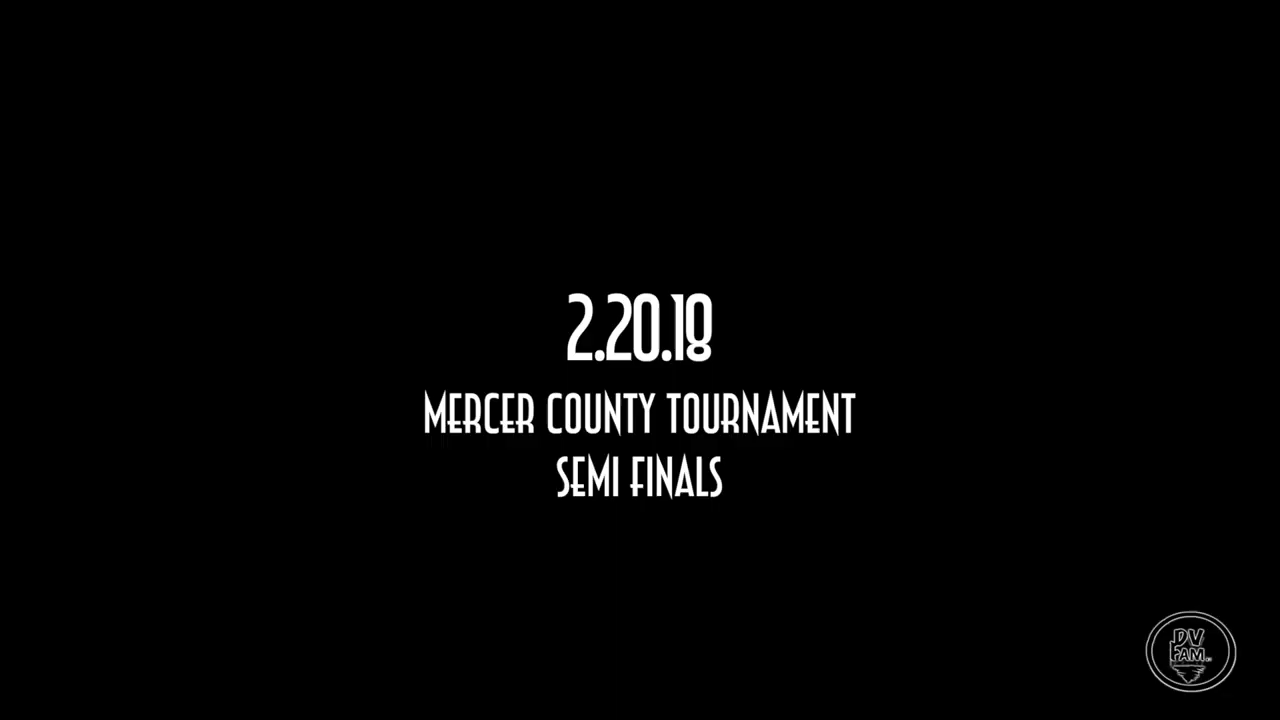 2.20.18
MERCER COUNTY TOURNAMENT
SEMI FINALS
DV
FAM